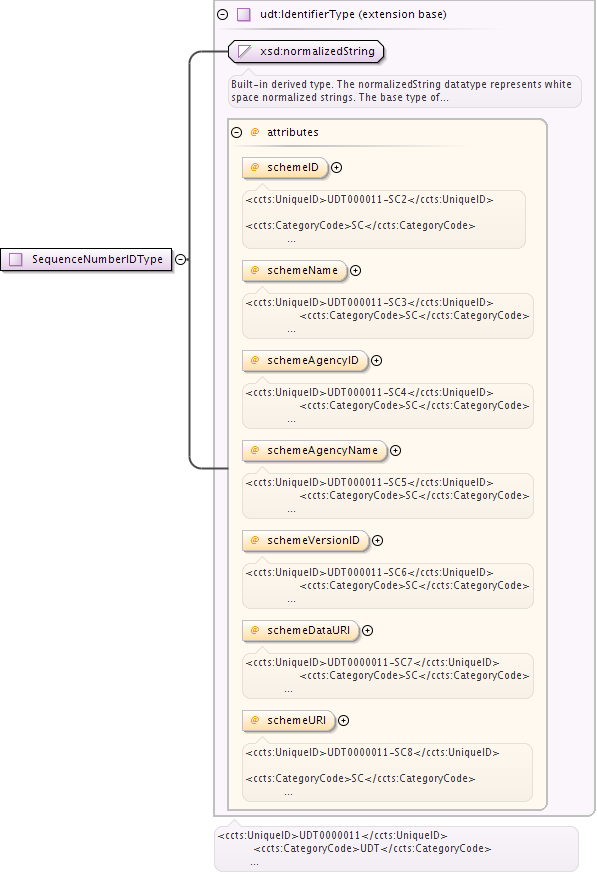 udt:IdentifierType (extension base)
xsd:normalizedString
Built-in derived type. The normalizedString datatype represents white
space normalized strings. The base type of...
@ attributes
@ schemeID
<ccts:UniqueID>UDT000011-SC2</ccts:UniqueID>
<ccts:CategoryCode>SC</ccts:CategoryCode>
...
SequenceNumberIDType
@ schemeName
<ccts:UniqueID>UDT000011-SC3</ccts:UniqueID>
<ccts:CategoryCode>SC</ccts:CategoryCode>
...
@ schemeAgencyID
<ccts:UniqueID>UDT000011-SC4</ccts:UniqueID>
<ccts:CategoryCode>SC</ccts:CategoryCode>
...
@ schemeAgencyName
<ccts:UniqueID>UDT000011-SC5</ccts:UniqueID>
<ccts:CategoryCode>SC</ccts:CategoryCode>
...
@ schemeVersionID
<ccts:UniqueID>UDT000011-SC6</ccts:UniqueID>
<ccts:CategoryCode>SC</ccts:CategoryCode>
...
@ schemeDataURI
<ccts:UniqueID>UDT0000011-SC7</ccts:UniqueID>
<ccts:CategoryCode>SC</ccts:CategoryCode>
...
@ schemeURI
<ccts:UniqueID>UDT0000011-SC8</ccts:UniqueID>
<ccts:CategoryCode>SC</ccts:CategoryCode>
...
<ccts:UniqueID>UDT0000011</ccts:UniqueID>
<ccts:CategoryCode>UDT</ccts:CategoryCode>
...